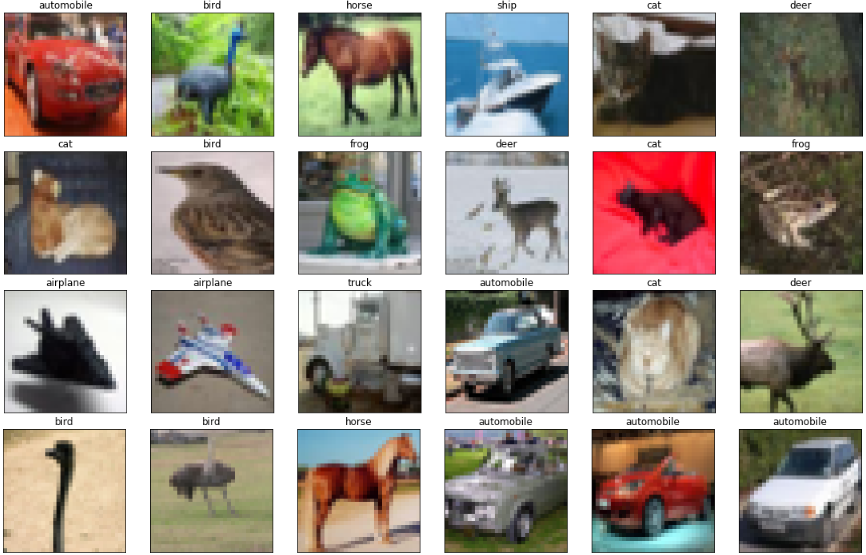 automobile bird horse ship cat deer
cat bird frog deer cat frog
airplane airplane truck automobile cat deer
bird bird horse automobile automobile automobile